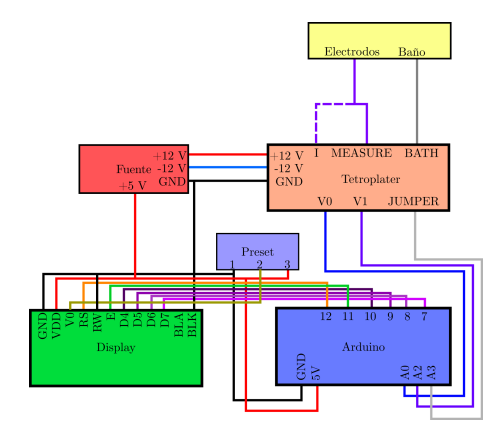 Electrodos Baño
I MEASURE BATH
+12 V
-12 V
GND
Tetroplater
V0 V1 JUMPER
+12 V
Fuente -12 V
GND
+5 V
Preset
1 2 3
GND VDD V0 RS RW E D4 D5 D6 D7 BLA BLK
Display
12 11 10 9 8 7
Arduino
GND 5V A0 A2 A3